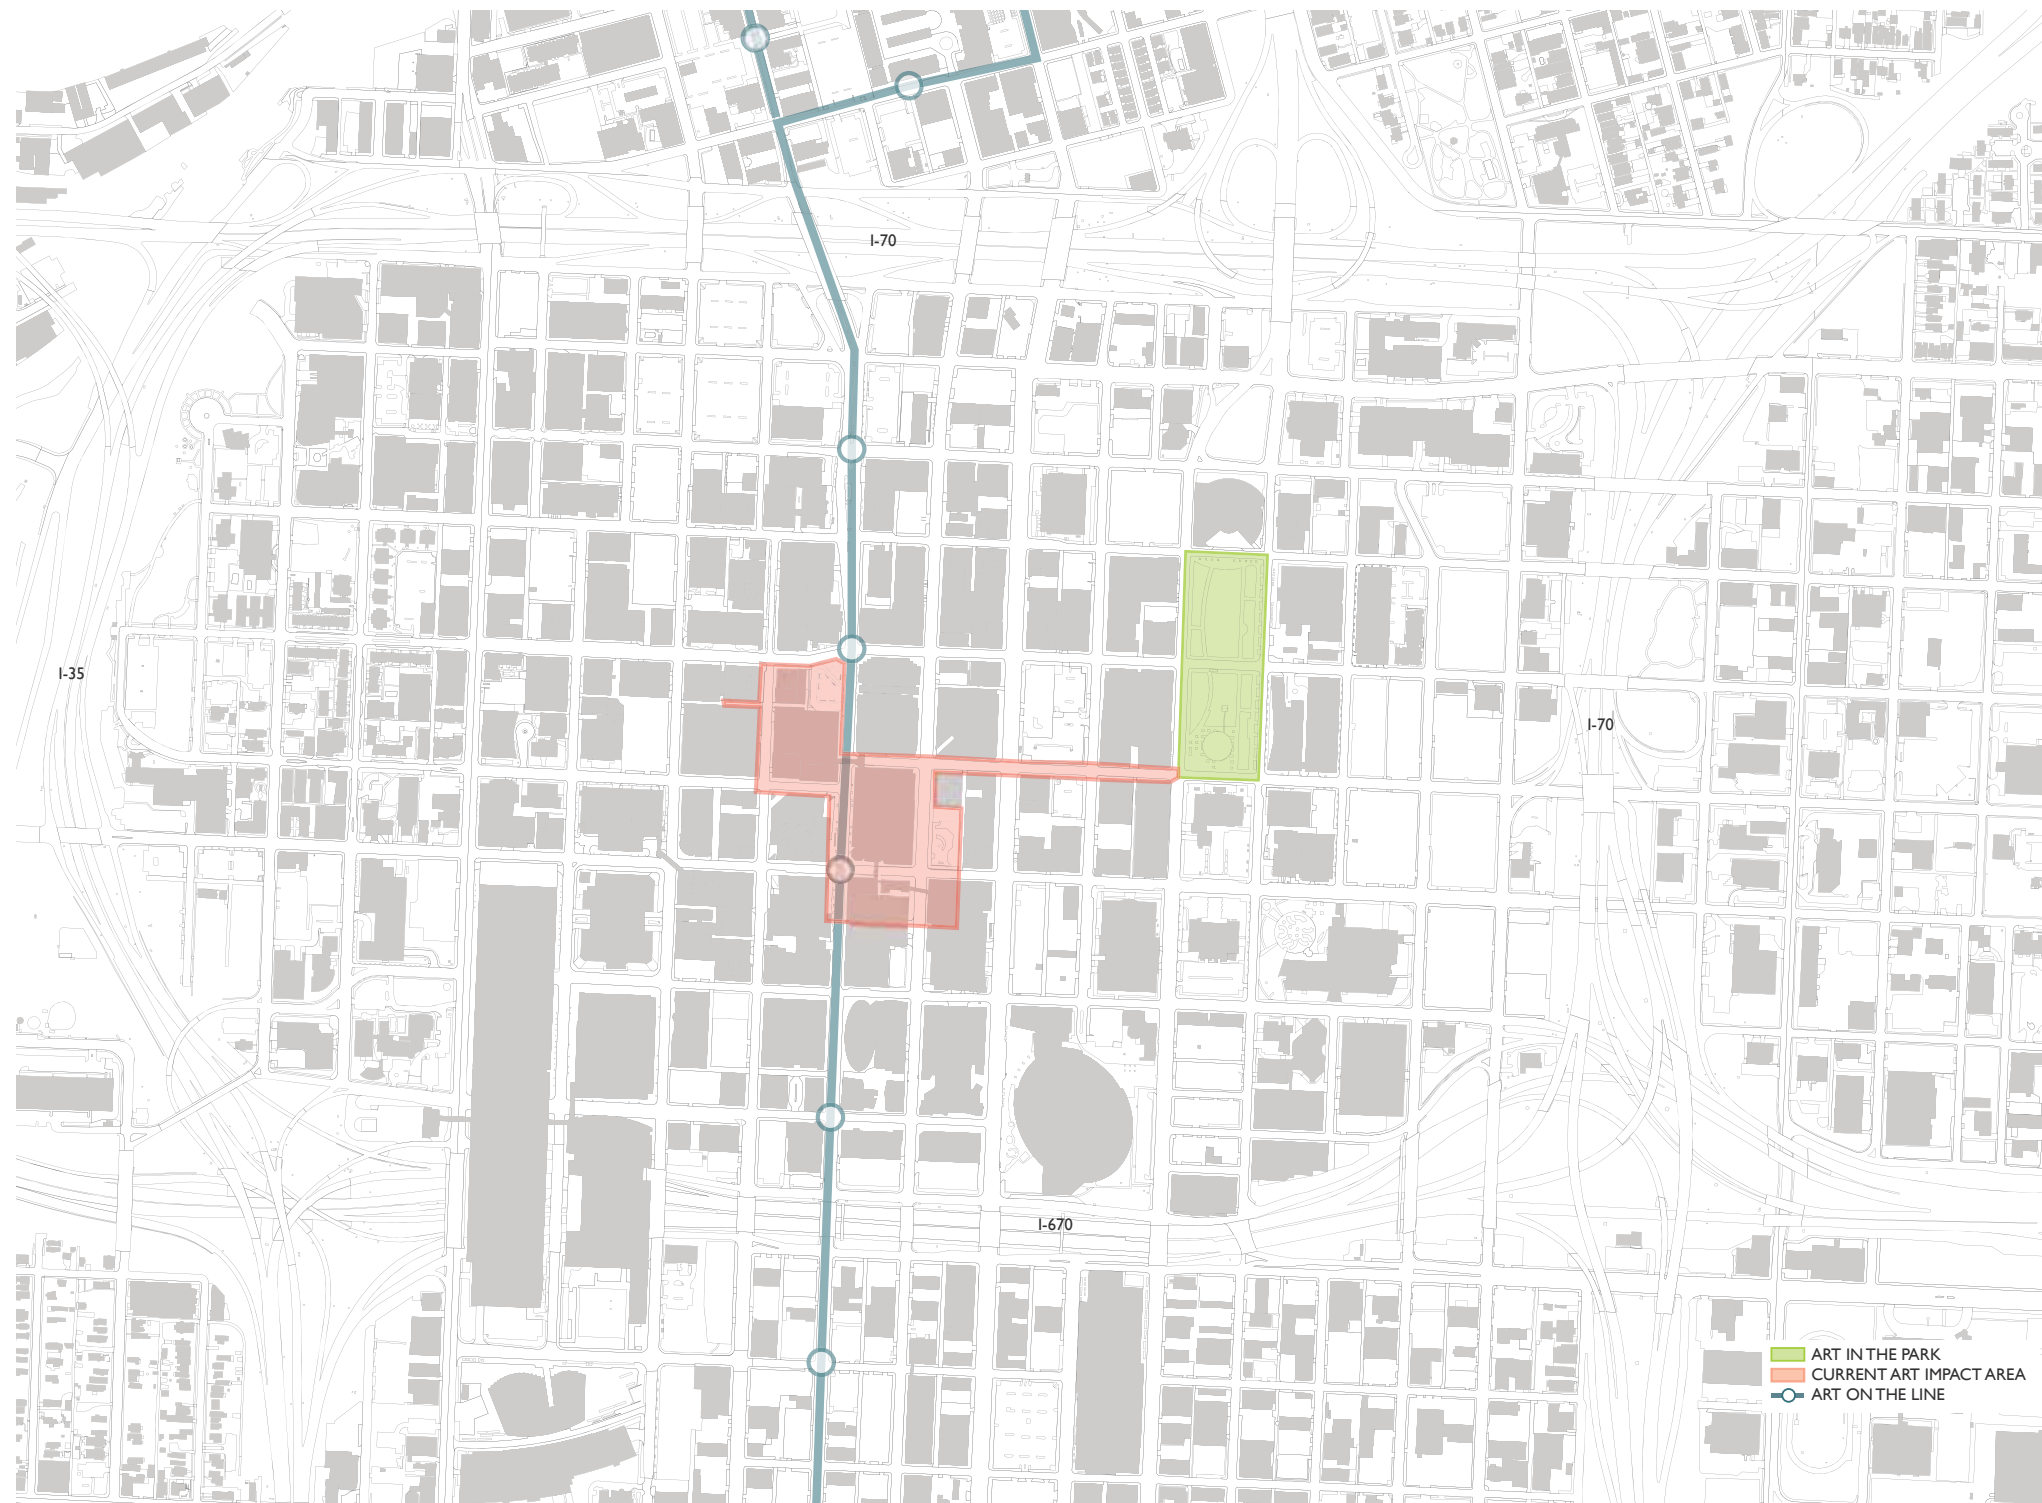 I-70
I-35
I-70
I-670
ART IN THE PARK
CURRENT ART IMPACT AREA
ART ON THE LINE